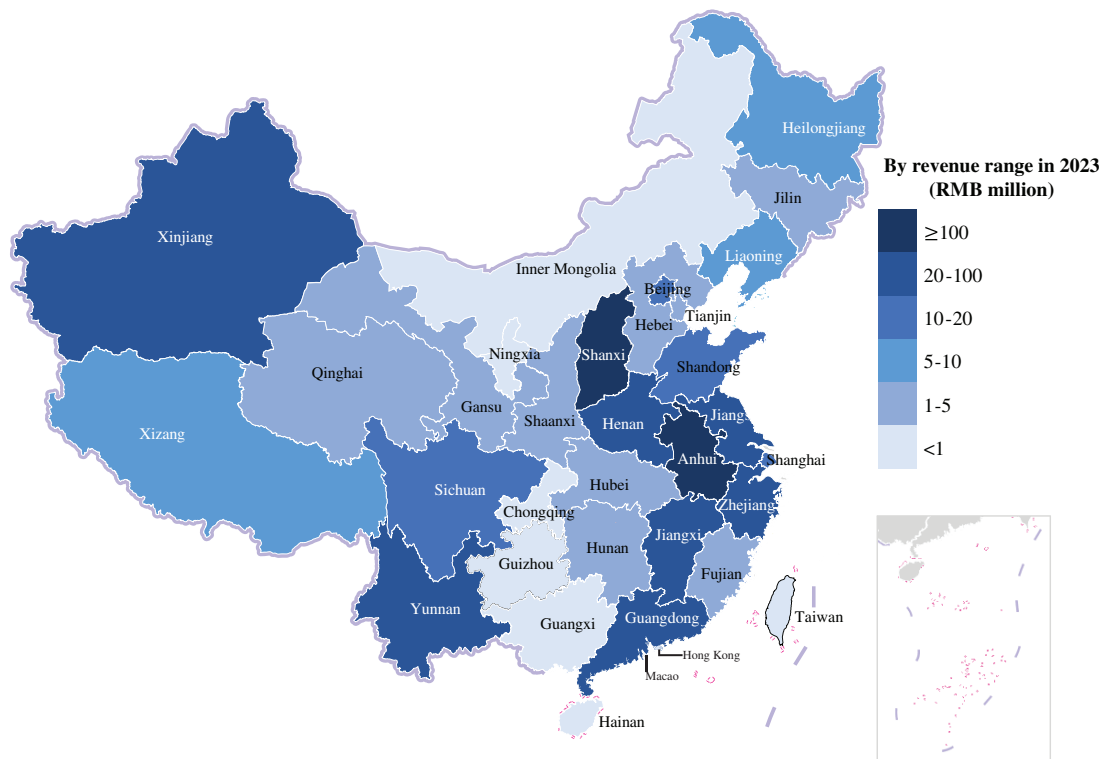 Heilongjiang
By revenue range in 2023
(RMB million)
≥100
20-100
10-20
5-10
1-5
<1
Jilin
Xinjiang
Liaoning
Inner Mongolia
Beijing
Tianjin
Hebei
Ningxia
Shanxi
Shandong
Qinghai
Gansu
Shaanxi
Henan
Jiangs
Xizang
Anhui
Shanghai
Sichuan
Hubei
Chongqing
Zhejiang
Jiangxi
Hunan
Guizhou
Fujian
Yunnan
Guangxi
Guangdong
Taiwan
Hong Kong
Macao
Hainan